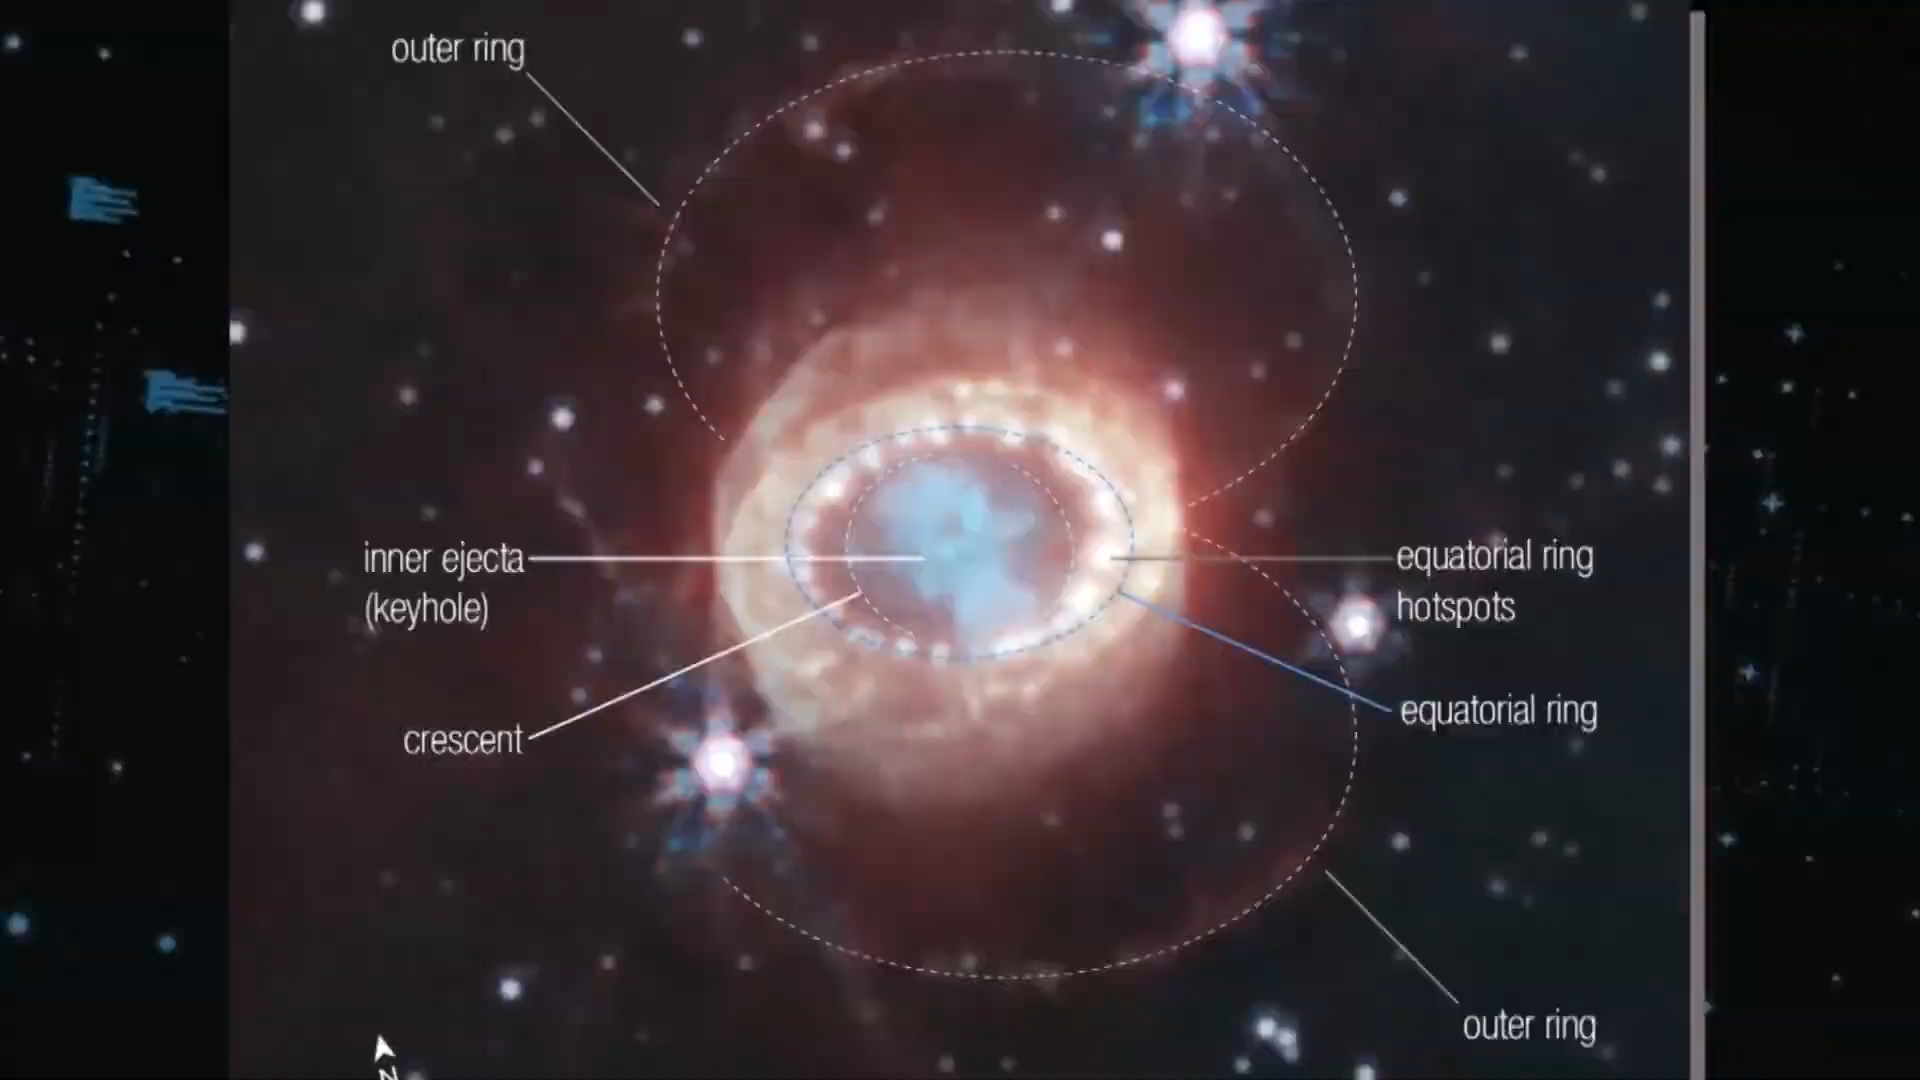 outer ring
inner ejecta
(keyhole)
crescent
equatorial ring
hotspots
equatorial ring
outer ring
N